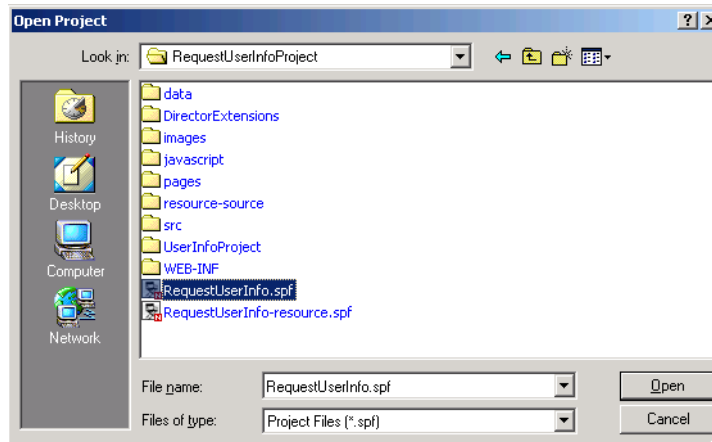 Open Project
Look in: RequestUserInfoProject
History
Desktop
Computer
Network
data
DirectorExtensions
images
javascript
pages
resource-source
src
UserInfoProject
WEB-INF
RequestUserInfo.spf
RequestUserInfo-resource.spf
File name: RequestUserInfo.spf Open
Files of type: Project Files (*.spf) Cancel